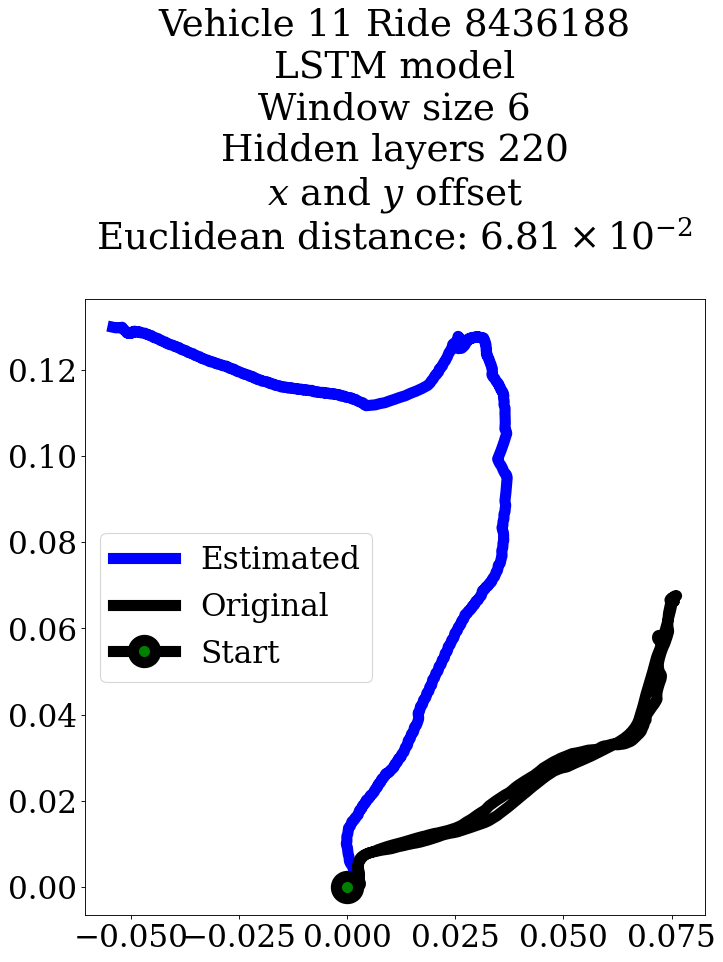 Vehicle 11 Ride 8436188
LSTM model
Window size 6
Hidden layers 220
x and y offset
Euclidean distance: 6.81 × 10⁻²
0.12
0.10
0.08
0.06
0.04
0.02
0.00
Estimated
Original
Start
−0.050 −0.025 0.000 0.025 0.050 0.075